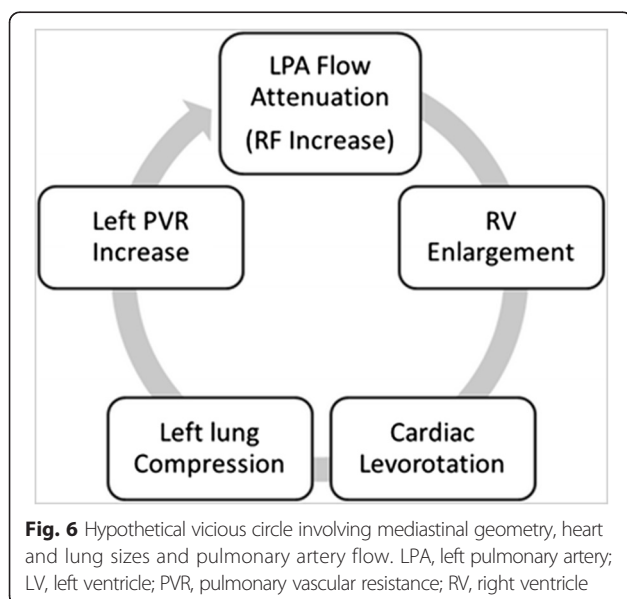 LPA Flow
Attenuation
(RF Increase)
Left PVR
Increase
RV
Enlargement
Left lung
Compression
Cardiac
Levorotation
Fig. 6 Hypothetical vicious circle involving mediastinal geometry, heart
and lung sizes and pulmonary artery flow. LPA, left pulmonary artery;
LV, left ventricle; PVR, pulmonary vascular resistance; RV, right ventricle